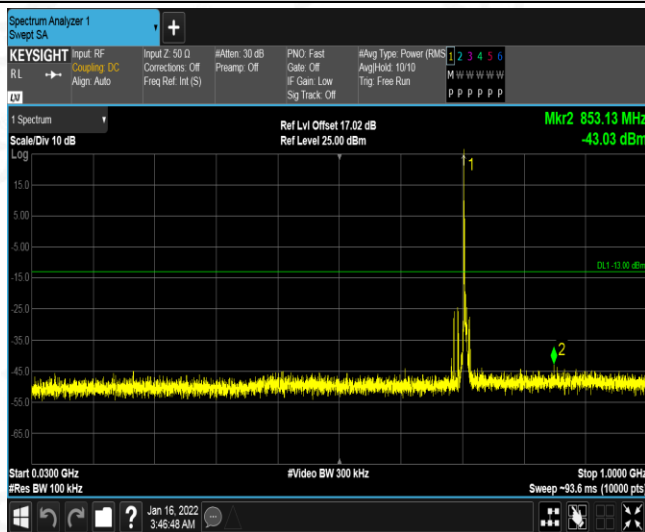 Spectrum Analyzer 1
Swept SA
+
KEYSIGHT
RL
LXI
Input: RF
Coupling: DC
Align: Auto
Input Z: 50 Ω
Corrections: Off
Freq Ref: Int (S)
#Atten: 30 dB
Preamp: Off
PNO: Fast
Gate: Off
IF Gain: Low
Sig Track: Off
#Avg Type: Power (RMS
Avg|Hold: 10/10
Trig: Free Run
1 2 3 4 5 6
M W W W W W
P P P P P P
1 Spectrum
Scale/Div 10 dB
Log
Ref Lvl Offset 17.02 dB
Ref Level 25.00 dBm
Mkr2 853.13 MHz
-43.03 dBm
1
15.0
5.00
-5.00
DL1 -13.00 dBm
-15.0
-25.0
-35.0
2
-45.0
-55.0
-65.0
Start 0.0300 GHz
#Res BW 100 kHz
#Video BW 300 kHz
Stop 1.0000 GHz
Sweep ~93.6 ms (10000 pts)
?
Jan 16, 2022
3:46:48 AM